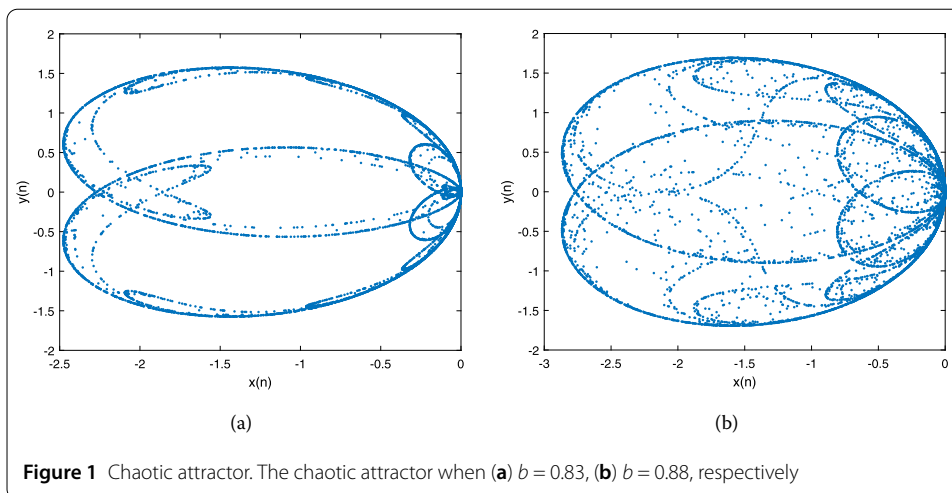 2
1.5
1
0.5
0
-0.5
-1
-1.5
-2
y(n)
-2.5 -2 -1.5 -1 -0.5 0
x(n)
(a)
2
1.5
1
0.5
0
-0.5
-1
-1.5
-2
y(n)
-3 -2.5 -2 -1.5 -1 -0.5 0
x(n)
(b)
Figure 1 Chaotic attractor. The chaotic attractor when (a) b = 0.83, (b) b = 0.88, respectively